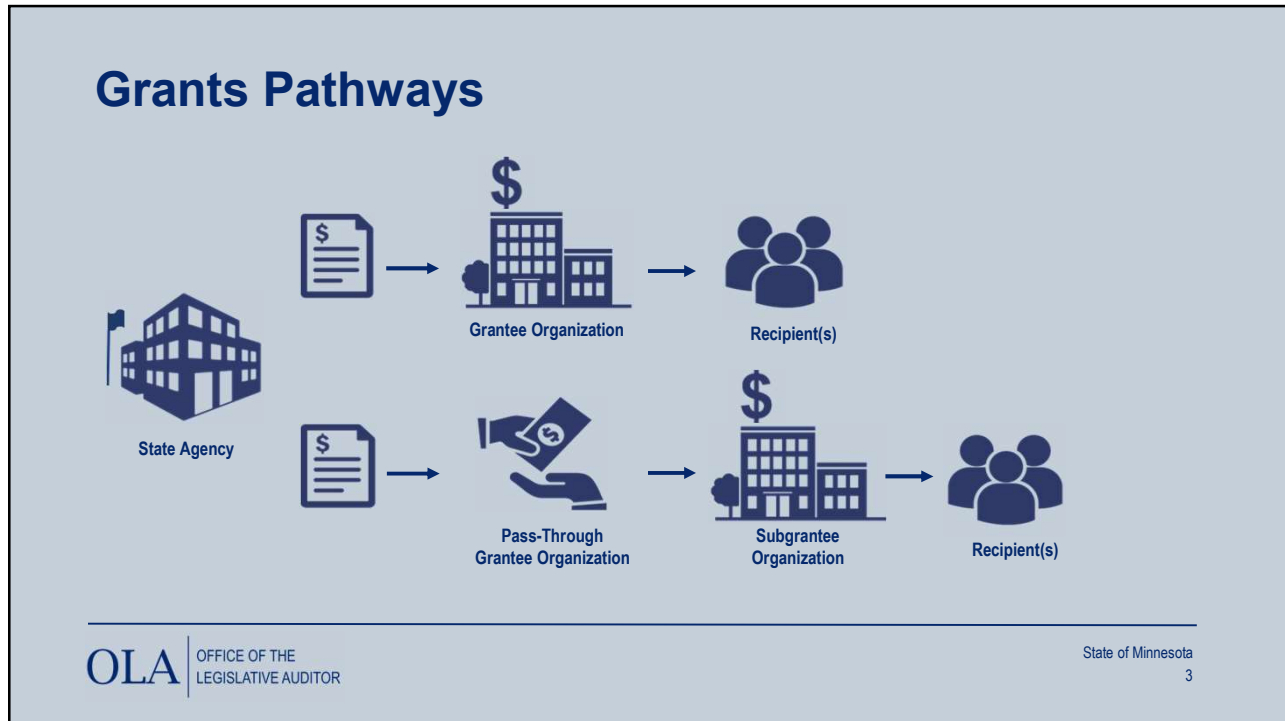 Grants Pathways
$
$
Grantee Organization
Recipient(s)
State Agency
$
$
$
Pass-Through
Grantee Organization
Subgrantee
Organization
Recipient(s)
OLA
OFFICE OF THE
LEGISLATIVE AUDITOR
State of Minnesota
3